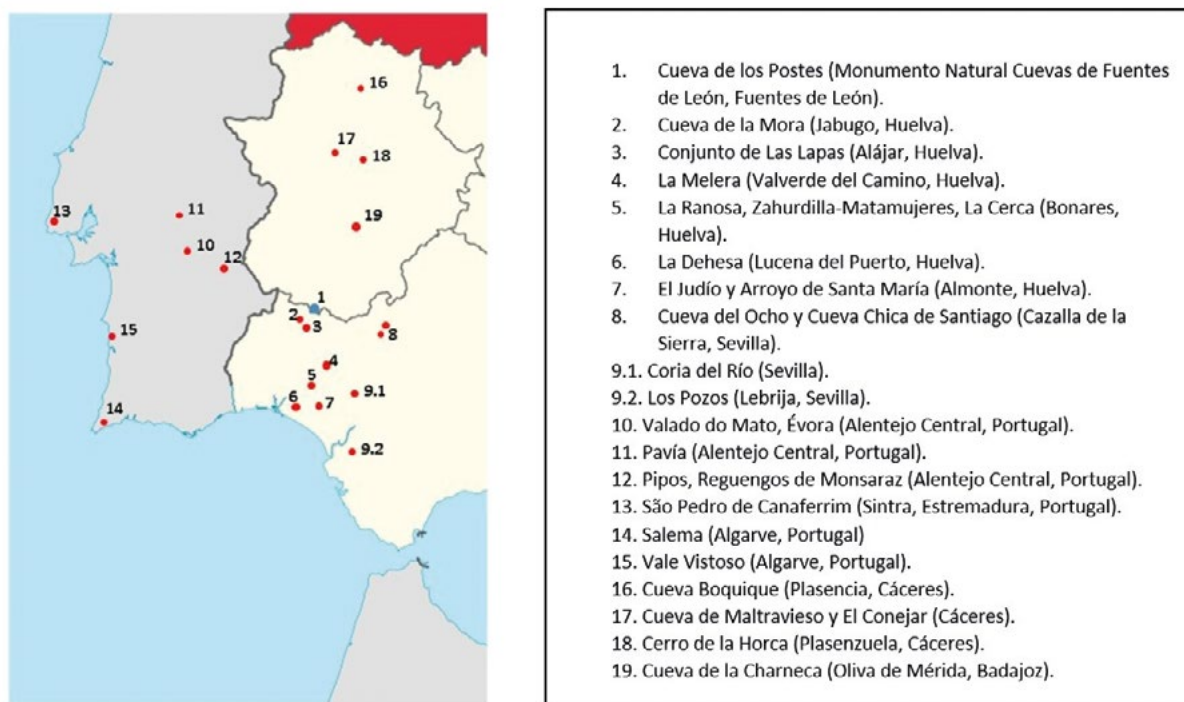 16
17
18
13
11
19
10
12
1
2
3
8
15
4
5
9.1
6
7
14
9.2
1. Cueva de los Postes (Monumento Natural Cuevas de Fuentes
de León, Fuentes de León).
2. Cueva de la Mora (Jabugo, Huelva).
3. Conjunto de Las Lapas (Alájar, Huelva).
4. La Melera (Valverde del Camino, Huelva).
5. La Ranosa, Zahurdilla-Matamujeres, La Cerca (Bonares,
Huelva).
6. La Dehesa (Lucena del Puerto, Huelva).
7. El Judío y Arroyo de Santa María (Almonte, Huelva).
8. Cueva del Ocho y Cueva Chica de Santiago (Cazalla de la
Sierra, Sevilla).
9.1. Coria del Río (Sevilla).
9.2. Los Pozos (Lebrija, Sevilla).
10. Valado do Mato, Évora (Alentejo Central, Portugal).
11. Pavía (Alentejo Central, Portugal).
12. Pipos, Reguengos de Monsaraz (Alentejo Central, Portugal).
13. São Pedro de Canaferrim (Sintra, Estremadura, Portugal).
14. Salema (Algarve, Portugal)
15. Vale Vistoso (Algarve, Portugal).
16. Cueva Boquique (Plasencia, Cáceres).
17. Cueva de Maltravieso y El Conejar (Cáceres).
18. Cerro de la Horca (Plasenzuela, Cáceres).
19. Cueva de la Charneca (Oliva de Mérida, Badajoz).